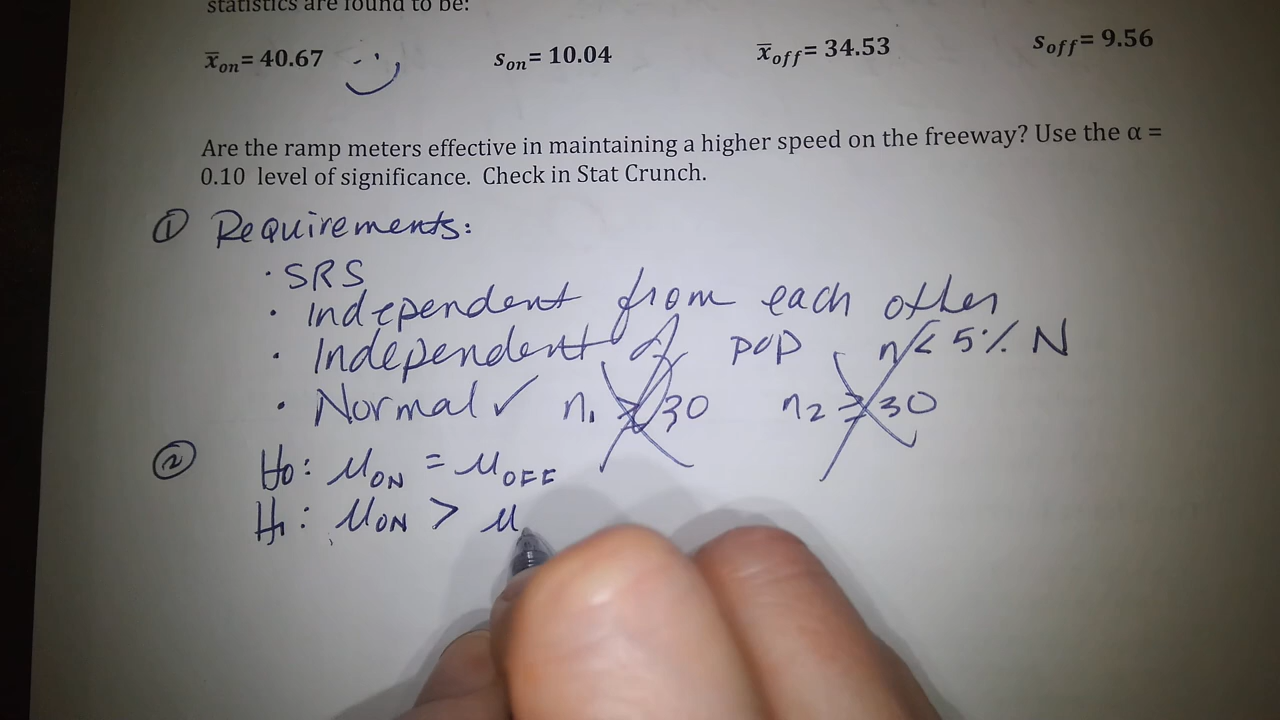 statistics are found to be:
x̄on= 40.67 son= 10.04 x̄off= 34.53 soff= 9.56
Are the ramp meters effective in maintaining a higher speed on the freeway? Use the α =
0.10 level of significance. Check in Stat Crunch.
① Requirements:
· SRS
· Independent from each other
· Independent of pop n < 5% N
· Normal ✓ n₁ ≥ 30 n₂ ≥ 30
② H₀: μON = μOFF
H₁: μON > μ